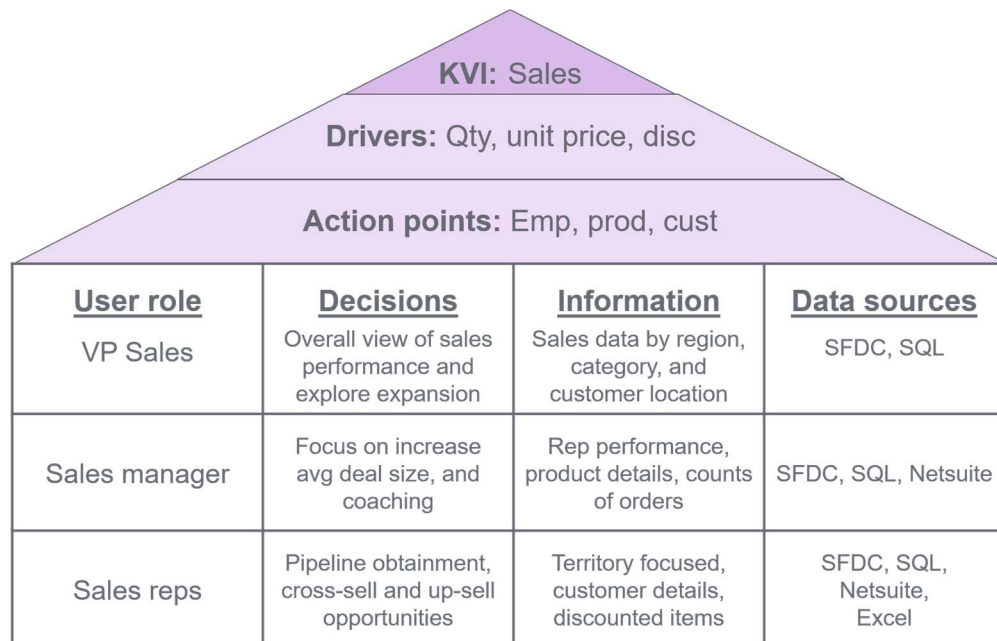 KVI: Sales
Drivers: Qty, unit price, disc
Action points: Emp, prod, cust
User role
Decisions
Information
Data sources
VP Sales
Overall view of sales
performance and
explore expansion
Sales data by region,
category, and
customer location
SFDC, SQL
Sales manager
Focus on increase
avg deal size, and
coaching
Rep performance,
product details, counts
of orders
SFDC, SQL, Netsuite
Sales reps
Pipeline obtainment,
cross-sell and up-sell
opportunities
Territory focused,
customer details,
discounted items
SFDC, SQL,
Netsuite,
Excel